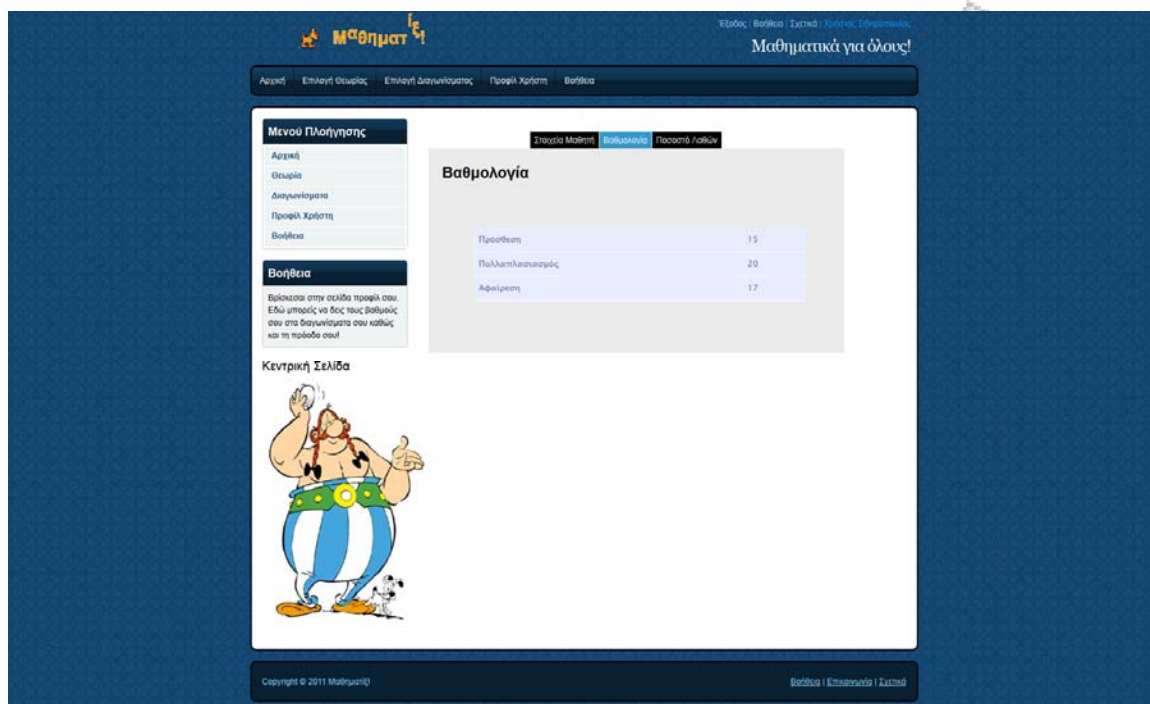 Μαθηματίξ!
Έξοδος | Βοήθεια | Σχετικά |
Μαθηματικά για όλους!
Αρχική Επιλογή Θεωρίας Επιλογή Διαγωνίσματος Προφίλ Χρήστη Βοήθεια
Μενού Πλοήγησης
Αρχική
Θεωρία
Διαγωνίσματα
Προφίλ Χρήστη
Βοήθεια
Βοήθεια
Βρίσκεσαι στην σελίδα προφίλ σου.
Εδώ μπορείς να δεις τους βαθμούς
σου στα διαγωνίσματα σου καθώς
και τη πρόοδο σου!
Κεντρική Σελίδα
Στοιχεία Μαθητή Βαθμολογία Ποσοστό Λαθών
Βαθμολογία
Πρόσθεση 15
Πολλαπλασιασμός 20
Αφαίρεση 17
Copyright © 2011 Μαθηματίξ!
Βοήθεια | Επικοινωνία | Σχετικά